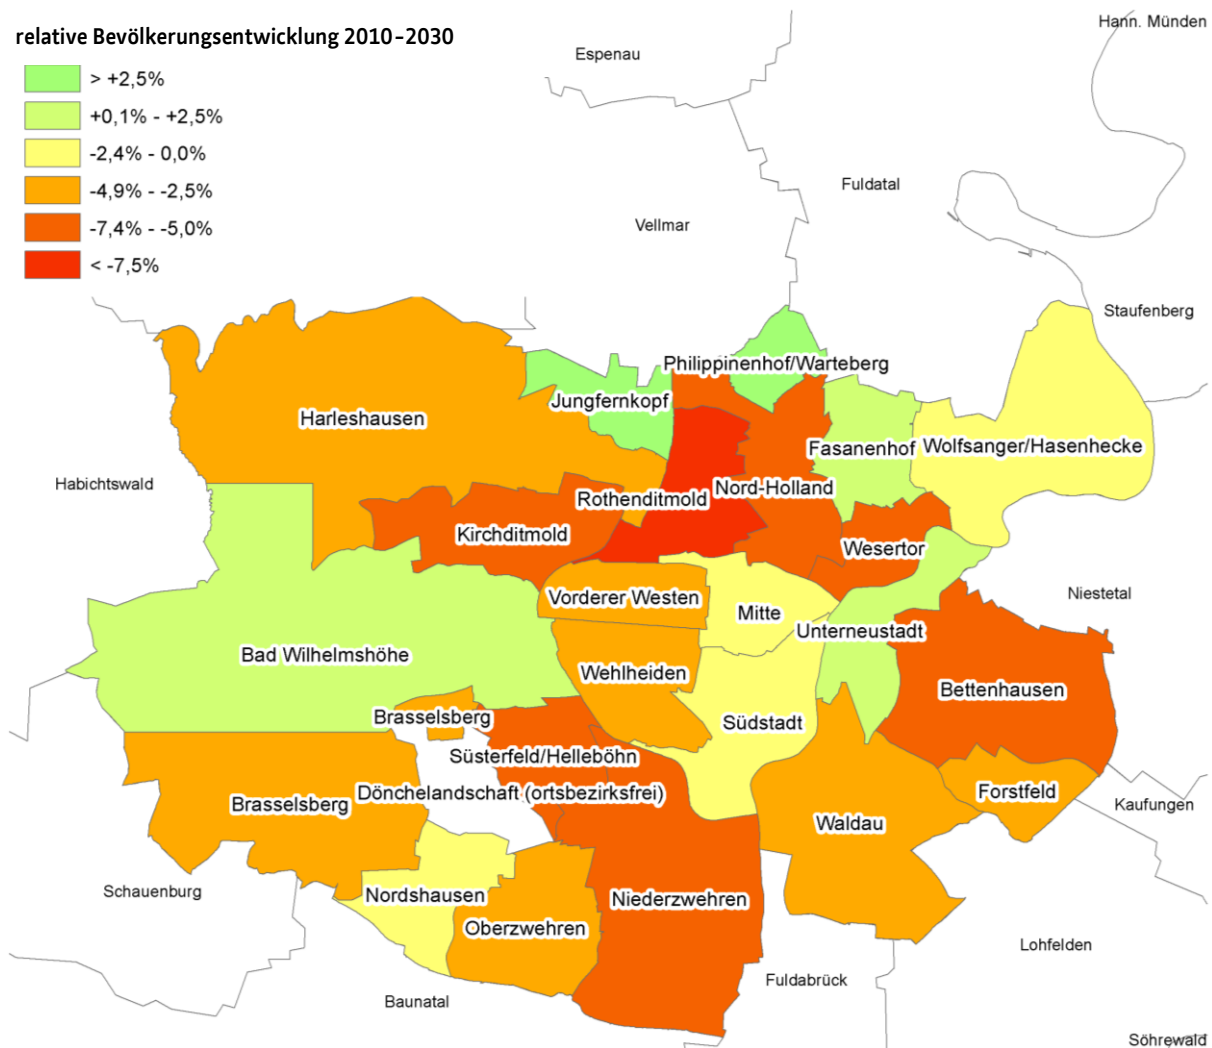 relative Bevölkerungsentwicklung 2010-2030
> +2,5%
+0,1% - +2,5%
-2,4% - 0,0%
-4,9% - -2,5%
-7,4% - -5,0%
< -7,5%
Hann. Münden
Espenau
Fuldatal
Vellmar
Staufenberg
Philippinenhof/Warteberg
Jungfernkopf
Harleshausen
Fasanenhof
Wolfsanger/Hasenhecke
Habichtswald
Nord-Holland
Rothenditmold
Kirchditmold
Wesertor
Niestetal
Vorderer Westen
Mitte
Unterneustadt
Bad Wilhelmshöhe
Wehlheiden
Bettenhausen
Brasselsberg
Südstadt
Süsterfeld/Helleböhn
Dönchelandschaft (ortsbezirksfrei)
Forstfeld
Brasselsberg
Kaufungen
Waldau
Schauenburg
Nordshausen
Niederzwehren
Oberzwehren
Lohfelden
Fuldabrück
Baunatal
Söhrewald